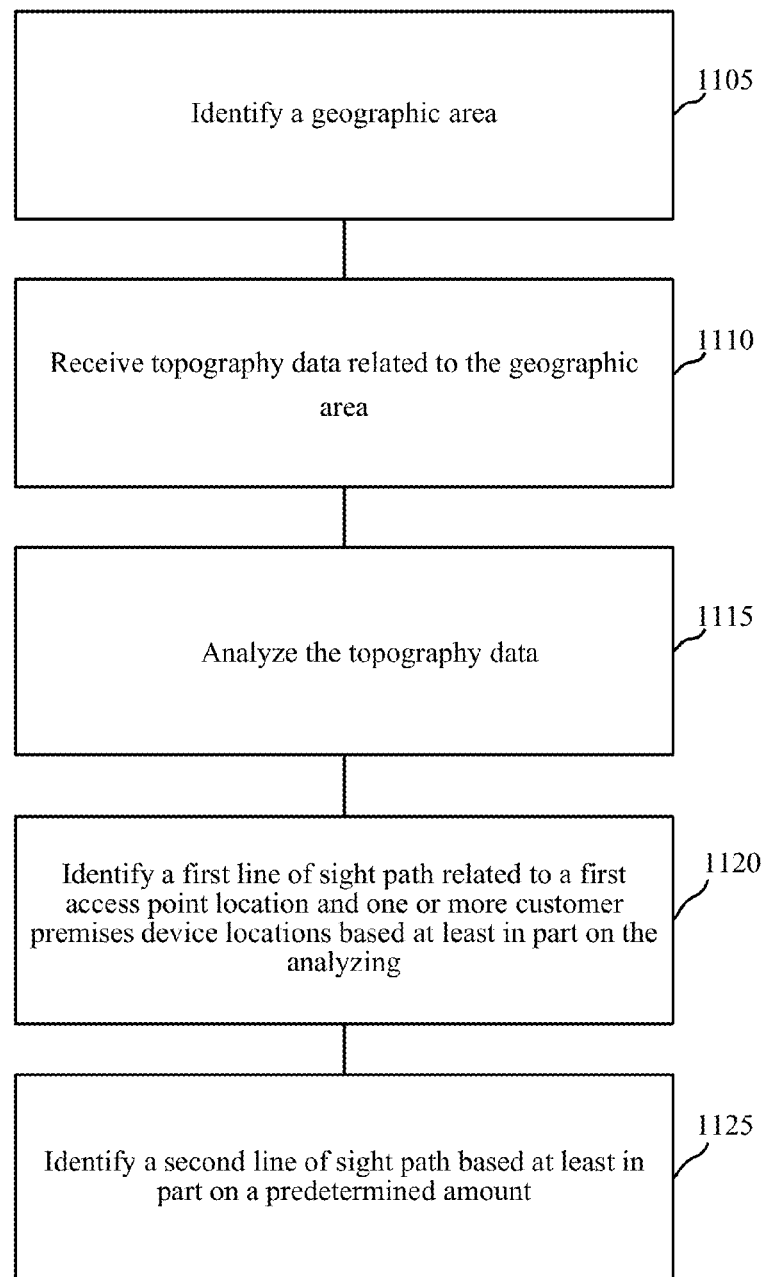 Identify a geographic area
1105
Receive topography data related to the geographic
area
1110
Analyze the topography data
1115
Identify a first line of sight path related to a first
access point location and one or more customer
premises device locations based at least in part on the
analyzing
1120
Identify a second line of sight path based at least in
part on a predetermined amount
1125